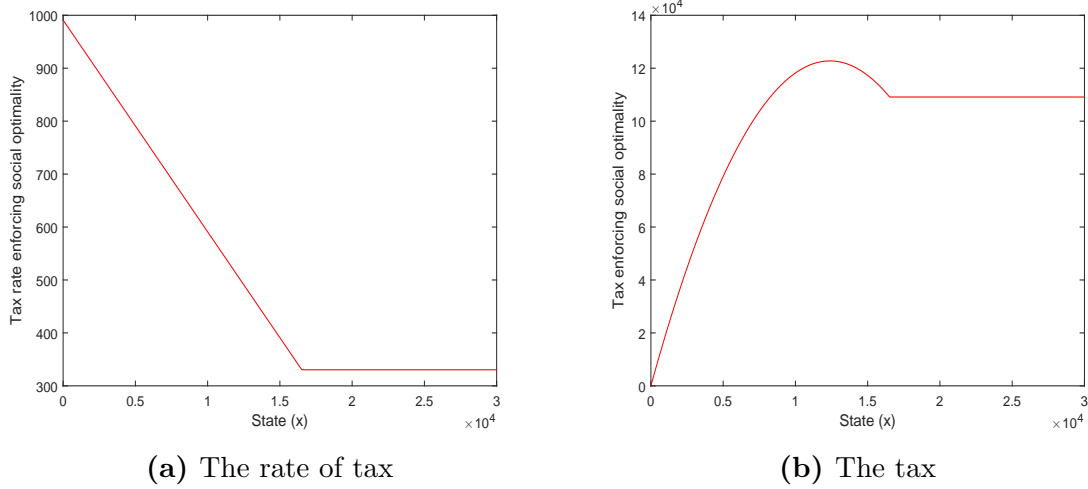 1000
900
800
700
600
500
400
300
Tax rate enforcing social optimality
0 0.5 1 1.5 2 2.5 3
State (x)
×10^4
(a) The rate of tax
×10^4
14
12
10
8
6
4
2
0
Tax enforcing social optimality
0 0.5 1 1.5 2 2.5 3
State (x)
×10^4
(b) The tax